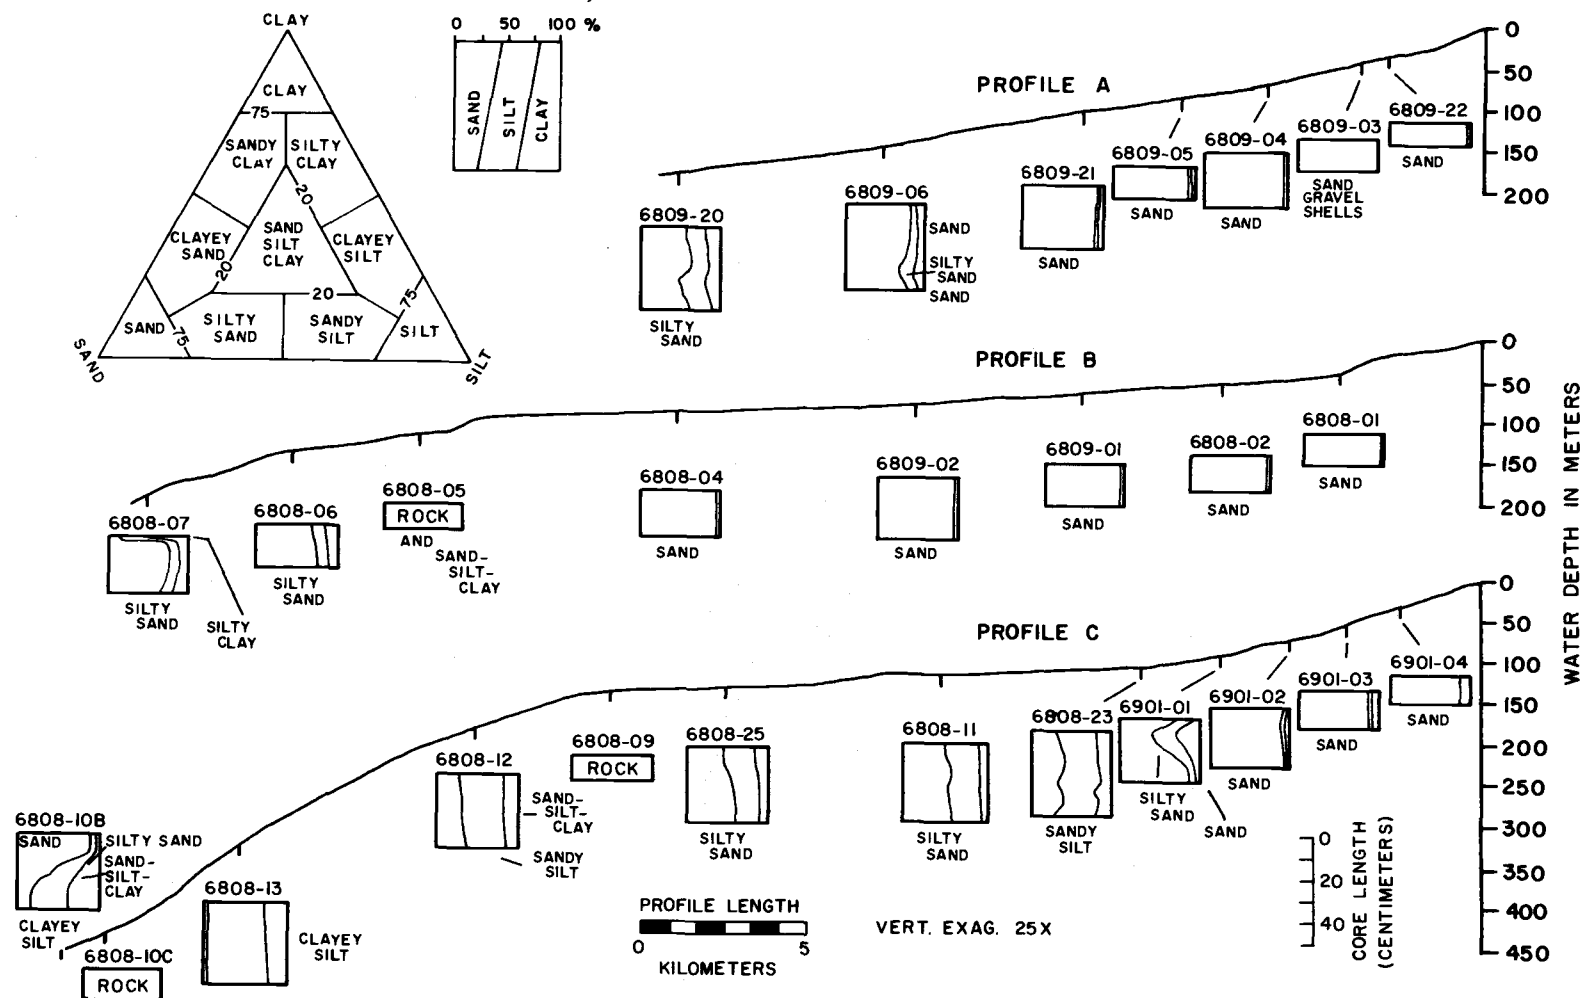 CLAY
CLAY
75
SANDY
CLAY
SILTY
CLAY
20
CLAYEY
SAND
SAND
SILT
CLAY
CLAYEY
SILT
20
20
75
SAND
75
SILTY
SAND
SANDY
SILT
SILT
SAND
SILT
0 50 100 %
SAND
SILT
CLAY
PROFILE A
0
50
100
150
200
6809-22
SAND
6809-03
SAND
GRAVEL
SHELLS
6809-04
SAND
6809-05
SAND
6809-21
SAND
6809-06
SAND
SILTY
SAND
SAND
6809-20
SILTY
SAND
PROFILE B
0
50
100
150
200
6808-01
SAND
6808-02
SAND
6809-01
SAND
6809-02
SAND
6808-04
SAND
6808-05
ROCK
AND
SAND-
SILT-
CLAY
6808-06
SILTY
SAND
6808-07
SILTY
SAND
SILTY
CLAY
WATER DEPTH IN METERS
PROFILE C
0
50
100
150
200
250
300
350
400
450
6901-04
SAND
6901-03
SAND
6901-02
SAND
6901-01
SILTY
SAND
SAND
6808-23
SANDY
SILT
6808-11
SILTY
SAND
6808-25
SILTY
SAND
6808-09
ROCK
6808-12
SAND-
SILT-
CLAY
SANDY
SILT
6808-13
CLAYEY
SILT
6808-10B
SAND
SILTY SAND
SAND-
SILT-
CLAY
CLAYEY
SILT
6808-10C
ROCK
PROFILE LENGTH
0 5
KILOMETERS
VERT. EXAG. 25X
0
20
40
CORE LENGTH
(CENTIMETERS)